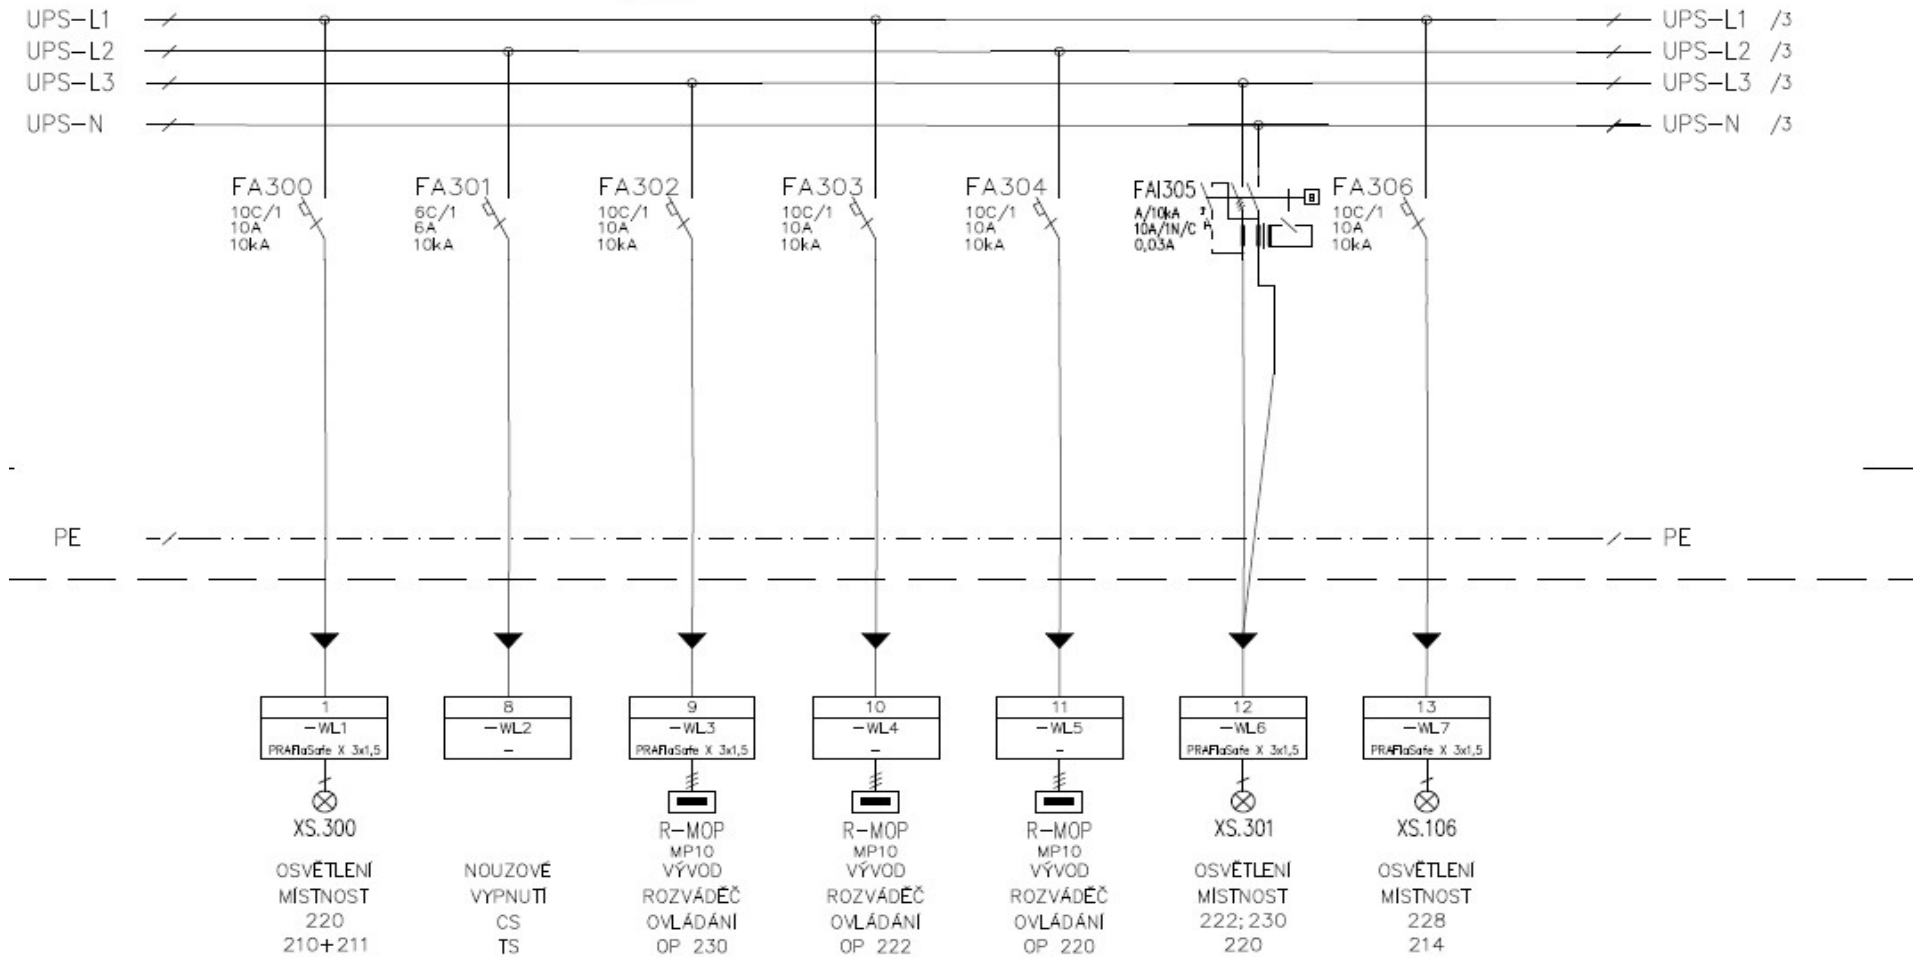 UPS-L1
UPS-L1 /3
UPS-L2
UPS-L2 /3
UPS-L3
UPS-L3 /3
UPS-N
UPS-N /3
FA300
10C/1
10A
10kA
FA301
6C/1
6A
10kA
FA302
10C/1
10A
10kA
FA303
10C/1
10A
10kA
FA304
10C/1
10A
10kA
FAI305
A/10kA
10A/1N/C
0,03A
FA306
10C/1
10A
10kA
PE
PE
1
-WL1
PRAFlaSafe X 3x1,5
XS.300
OSVĚTLENÍ
MÍSTNOST
220
210+211
8
-WL2
-
NOUZOVÉ
VYPNUTÍ
CS
TS
9
-WL3
PRAFlaSafe X 3x1,5
R-MOP
MP10
VÝVOD
ROZVÁDĚČ
OVLÁDÁNÍ
OP 230
10
-WL4
-
R-MOP
MP10
VÝVOD
ROZVÁDĚČ
OVLÁDÁNÍ
OP 222
11
-WL5
-
R-MOP
MP10
VÝVOD
ROZVÁDĚČ
OVLÁDÁNÍ
OP 220
12
-WL6
PRAFlaSafe X 3x1,5
XS.301
OSVĚTLENÍ
MÍSTNOST
222;230
220
13
-WL7
PRAFlaSafe X 3x1,5
XS.106
OSVĚTLENÍ
MÍSTNOST
228
214